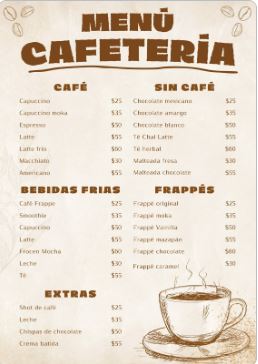 MENÚ
CAFETERÍA
CAFÉ
Capuccino $25
Capuccino moka $35
Espresso $50
Latte $55
Latte fris $60
Macchiato $30
Americano $55
SIN CAFÉ
Chocolate mexicano $25
Chocolate amargo $35
Chocolate blanco $50
Té Chai Latte $55
Té herbal $60
Malteada fresa $30
Malteada chocolate $55
BEBIDAS FRIAS
Café Frappe $25
Smoothie $35
Capuccino $50
Latte $55
Frocen Mocha $60
Leche $30
Té $55
FRAPPÉS
Frappé original $25
Frappé moka $35
Frappé Vainilla $50
Frappé mazapán $55
Frappé chocolate $60
Frappé caramel $30
EXTRAS
Shot de café $25
Leche $35
Chispas de chocolate $50
Crema batida $55